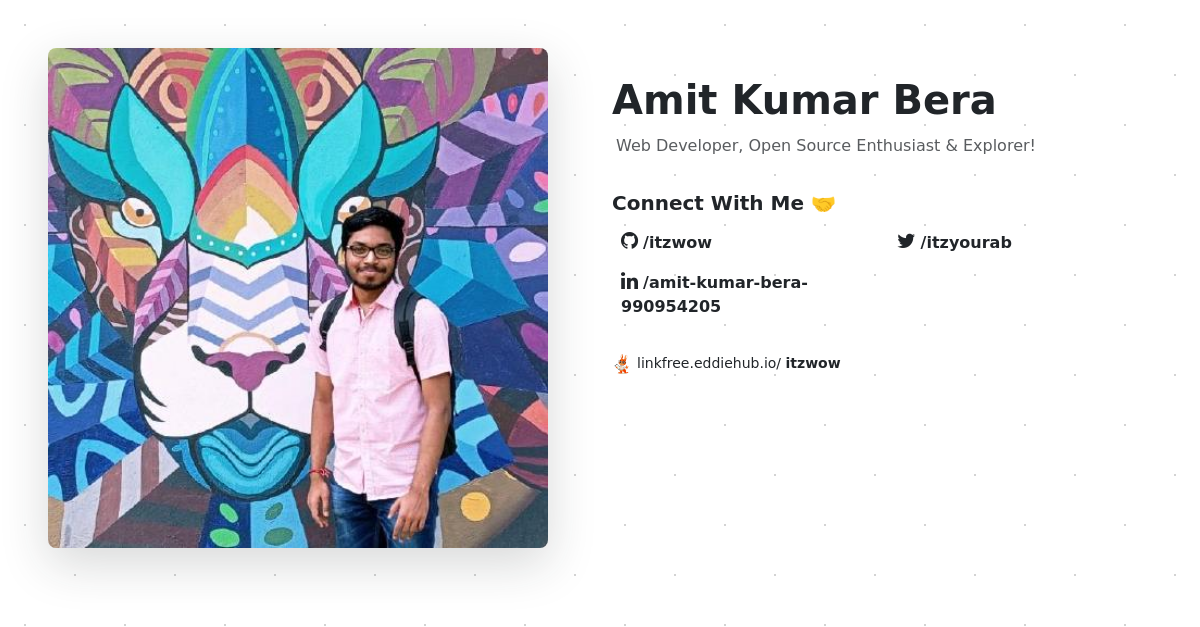 Amit Kumar Bera
Web Developer, Open Source Enthusiast & Explorer!
Connect With Me 🤝
/itzwow
/itzyourab
/amit-kumar-bera-
990954205
linkfree.eddiehub.io/ itzwow